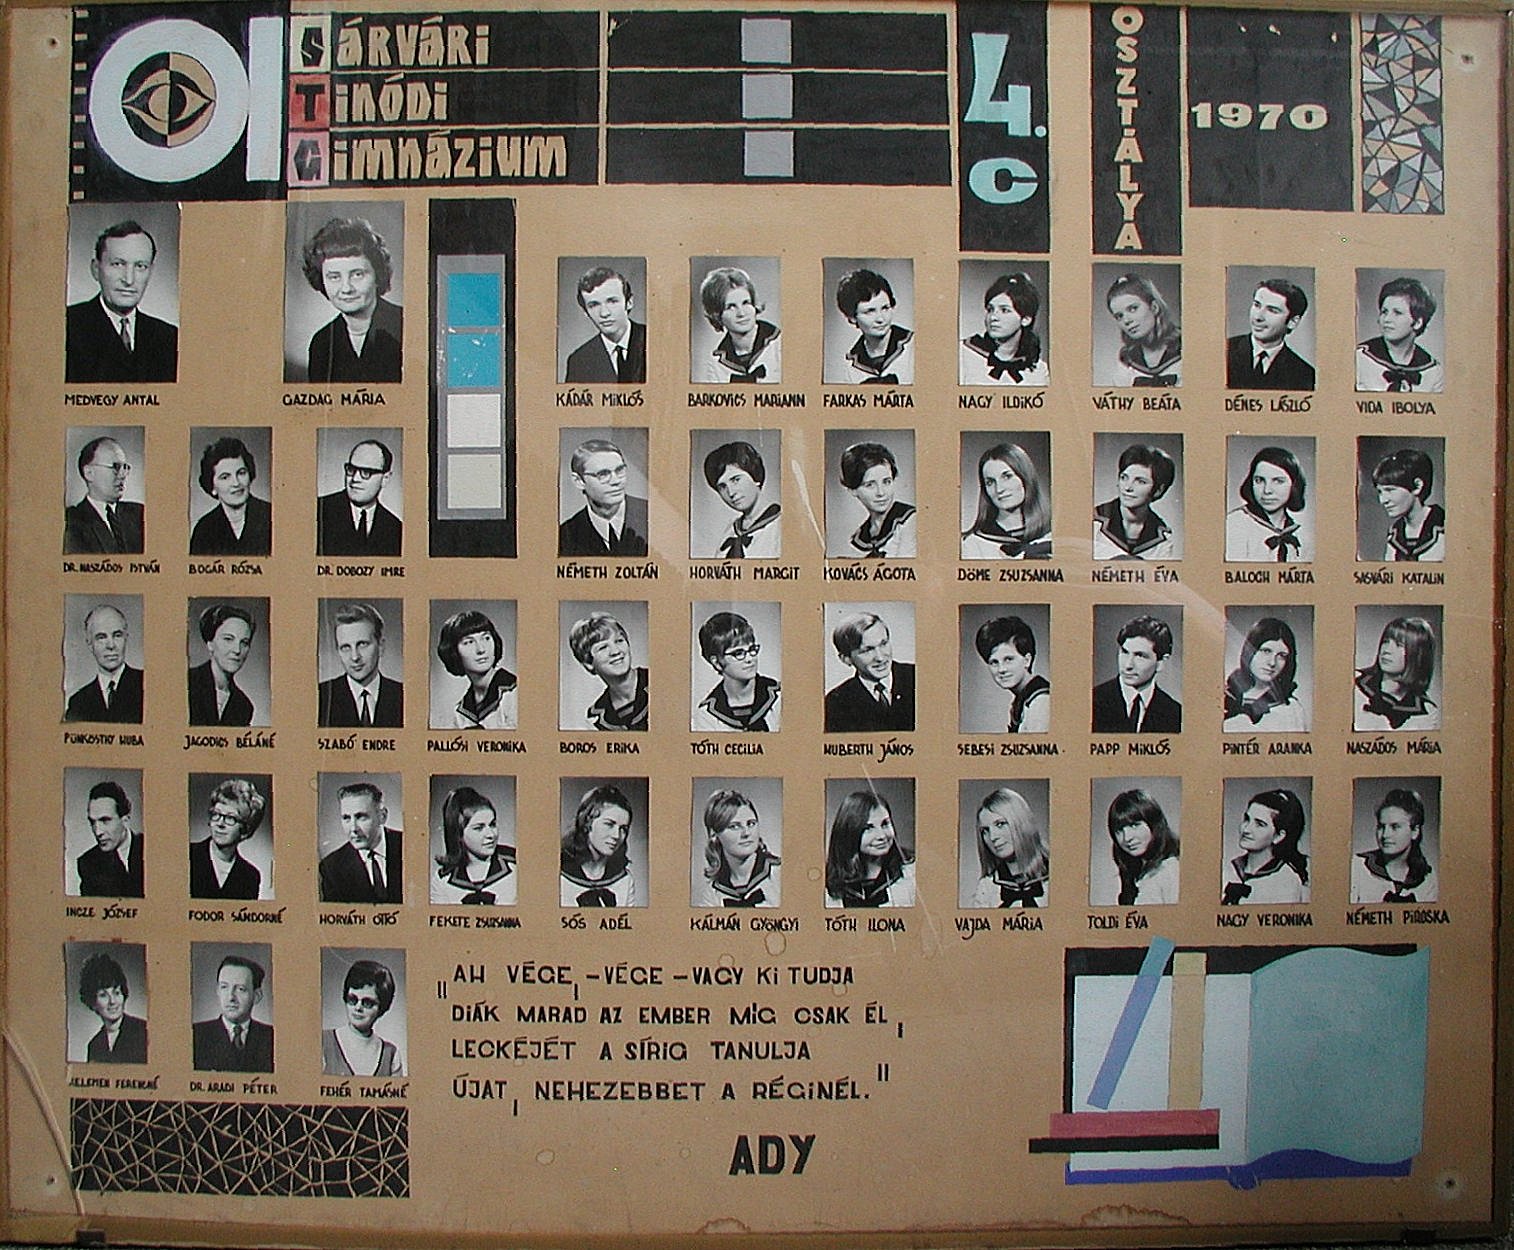 A SÁRVÁRI
TINÓDI
GIMNÁZIUM
4.
C
OSZTÁLYA
1970
MEDVEGY ANTAL
GAZDAG MÁRIA
KÁDÁR MIKLÓS
BARKOVICS MARIANN
FARKAS MÁRTA
NAGY ILDIKÓ
VÁTHY BEÁTA
DÉNES LÁSZLÓ
VIDA IBOLYA
DR. NASZÁDOS ISTVÁN
BOGÁR RÓZSA
DR. DOBOZY IMRE
NÉMETH ZOLTÁN
HORVÁTH MARGIT
KOVÁCS ÁGOTA
DÖME ZSUZSANNA
NÉMETH ÉVA
BALOGH MÁRTA
SASVÁRI KATALIN
PÜNKÖSTHY HUBA
JAGODICS BÉLÁNÉ
SZABÓ ENDRE
PALLÓSI VERONIKA
BOROS ERIKA
TÓTH CECILIA
HUBERTH JÁNOS
SEBESI ZSUZSANNA.
PAPP MIKLÓS
PINTÉR ARANKA
NASZÁDOS MÁRIA
INCZE JÓZSEF
FODOR SÁNDORNÉ
HORVÁTH OTTÓ
FEKETE ZSUZSANNA
SÓS ADÉL
KÁLMÁN GYÖNGYI
TÓTH ILONA
VAJDA MÁRIA
TOLDI ÉVA
NAGY VERONIKA
NÉMETH PIROSKA
KELEMEN FERENCNÉ
DR. ARADI PÉTER
FEHÉR TAMÁSNÉ
„AH VÉGE, -VÉGE -VAGY KI TUDJA
DIÁK MARAD AZ EMBER MÍG CSAK ÉL,
LECKÉJÉT A SÍRIG TANULJA
ÚJAT, NEHEZEBBET A RÉGINÉL."
ADY